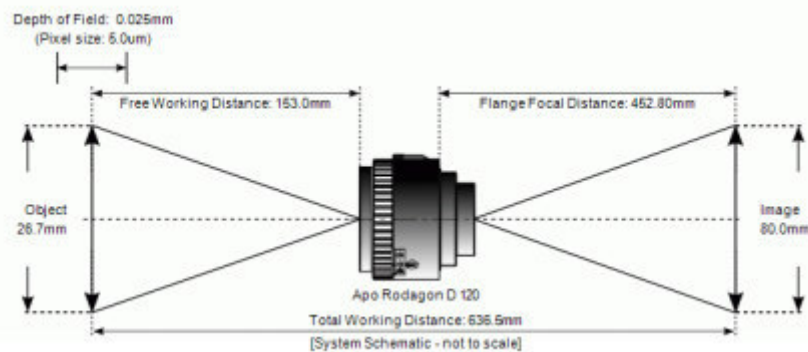 Depth of Field: 0.025mm
(Pixel size: 5.0um)
Free Working Distance: 153.0mm
Flange Focal Distance: 452.80mm
Object
26.7mm
Image
80.0mm
Apo Rodagon D 120
Total Working Distance: 636.5mm
[System Schematic - not to scale]